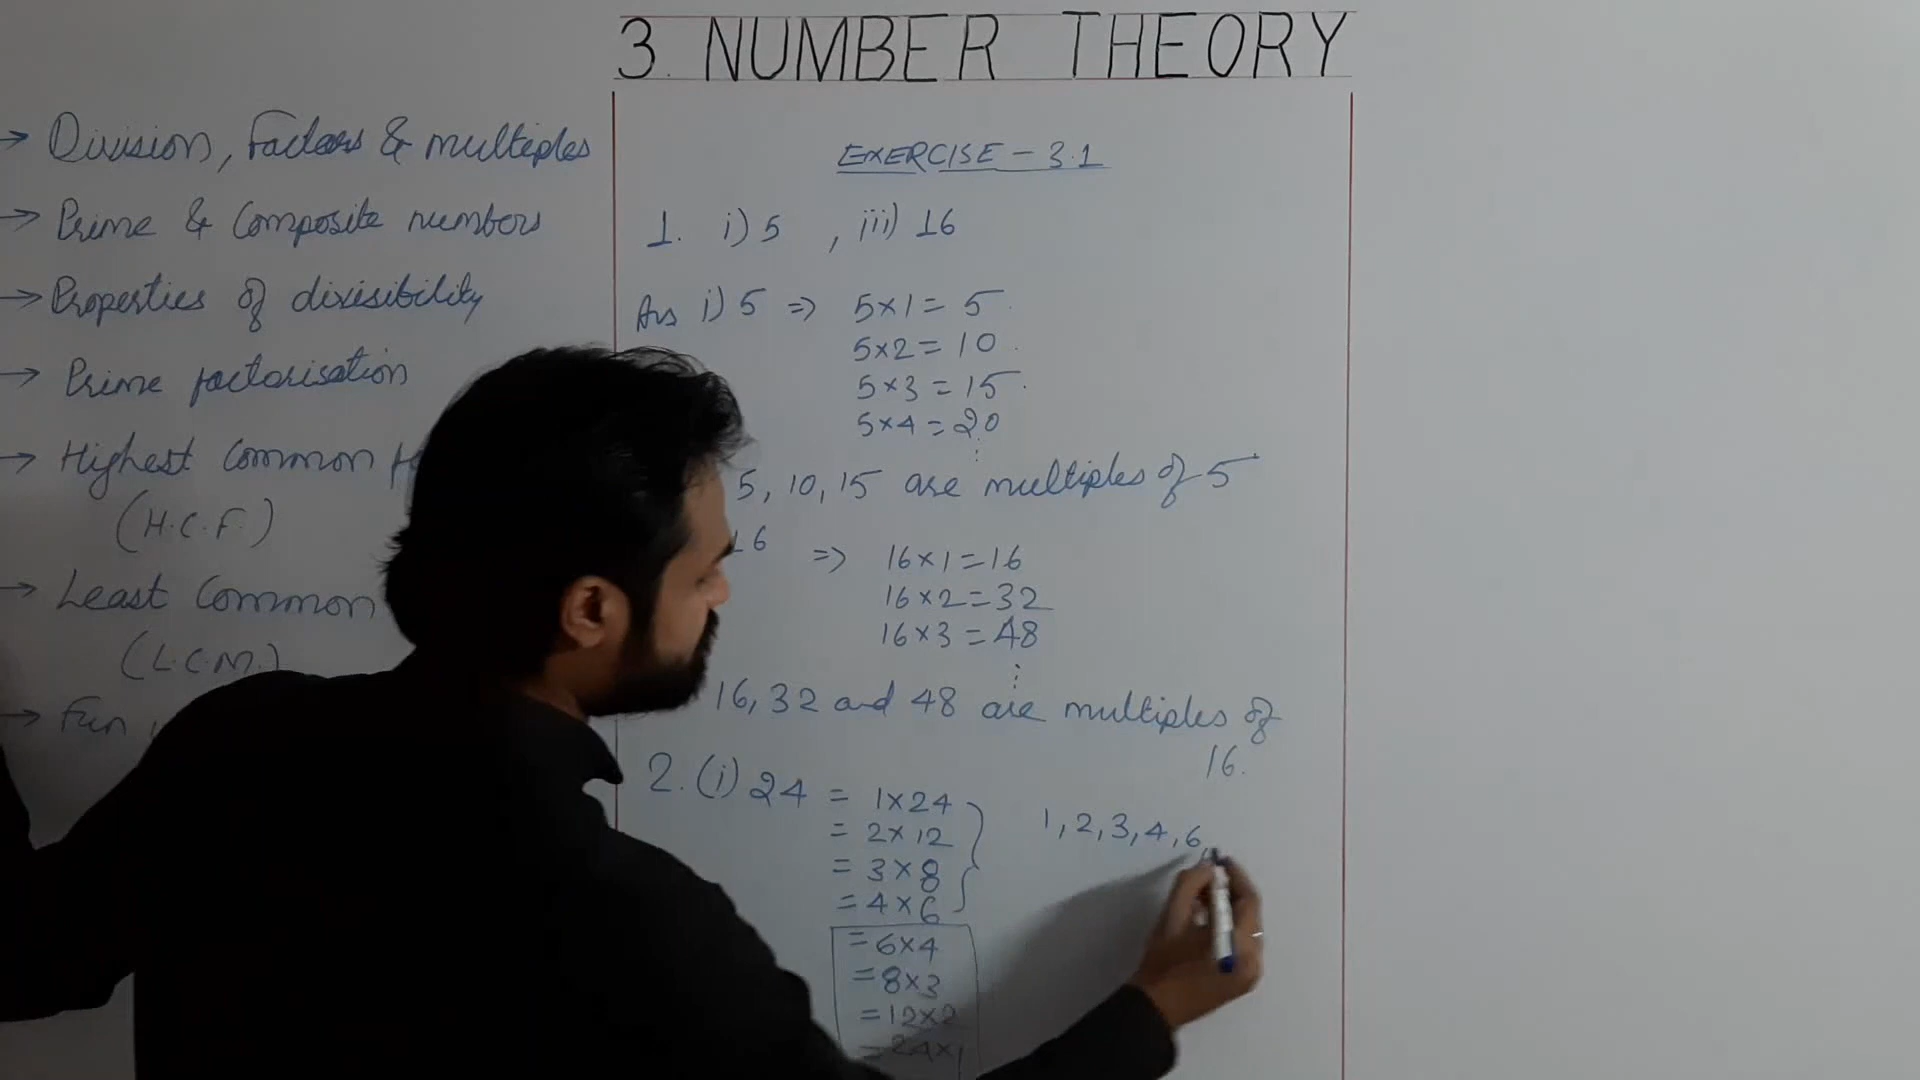 3. NUMBER THEORY
→ Division, Factors & multiples
→ Prime & Composite numbers
→ Properties of divisibility
→ Prime factorisation
→ Highest Common
(H.C.F.)
→ Least Common
(L.C.M.)
→ Fun
EXERCISE - 3.1
1. i) 5 , iii) 16
Ans i) 5 => 5×1 = 5.
5×2 = 10.
5×3 = 15.
5×4 = 20
⋮
5, 10, 15 are multiples of 5
16 => 16×1=16
16×2=32
16×3=48
⋮
16, 32 and 48 are multiples of
16.
2. (i) 24 = 1×24
= 2×12
= 3×8
= 4×6
= 6×4
= 8×3
= 12×2
= 24×1
1, 2, 3, 4, 6,